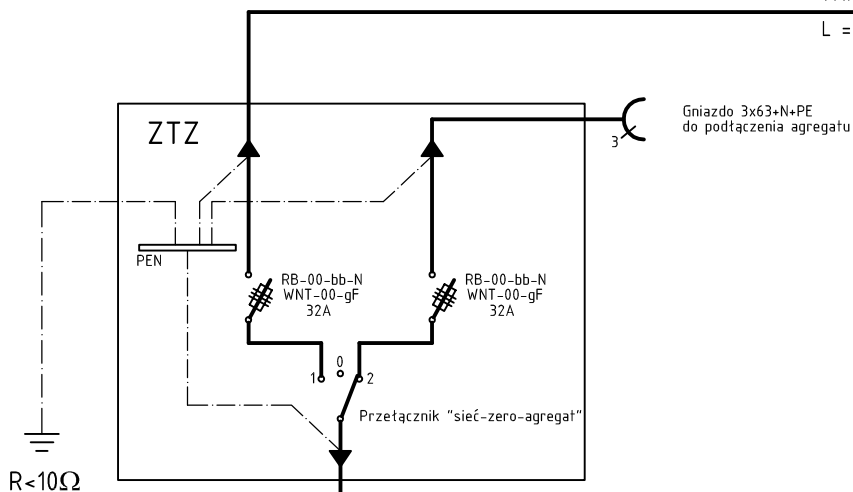 L =
Gniazdo 3x63+N+PE
do podłączenia agregatu
3
ZTZ
PEN
RB-00-bb-N
WNT-00-gF
32A
RB-00-bb-N
WNT-00-gF
32A
0
1
2
Przełącznik "sieć-zero-agregat"
R<10Ω